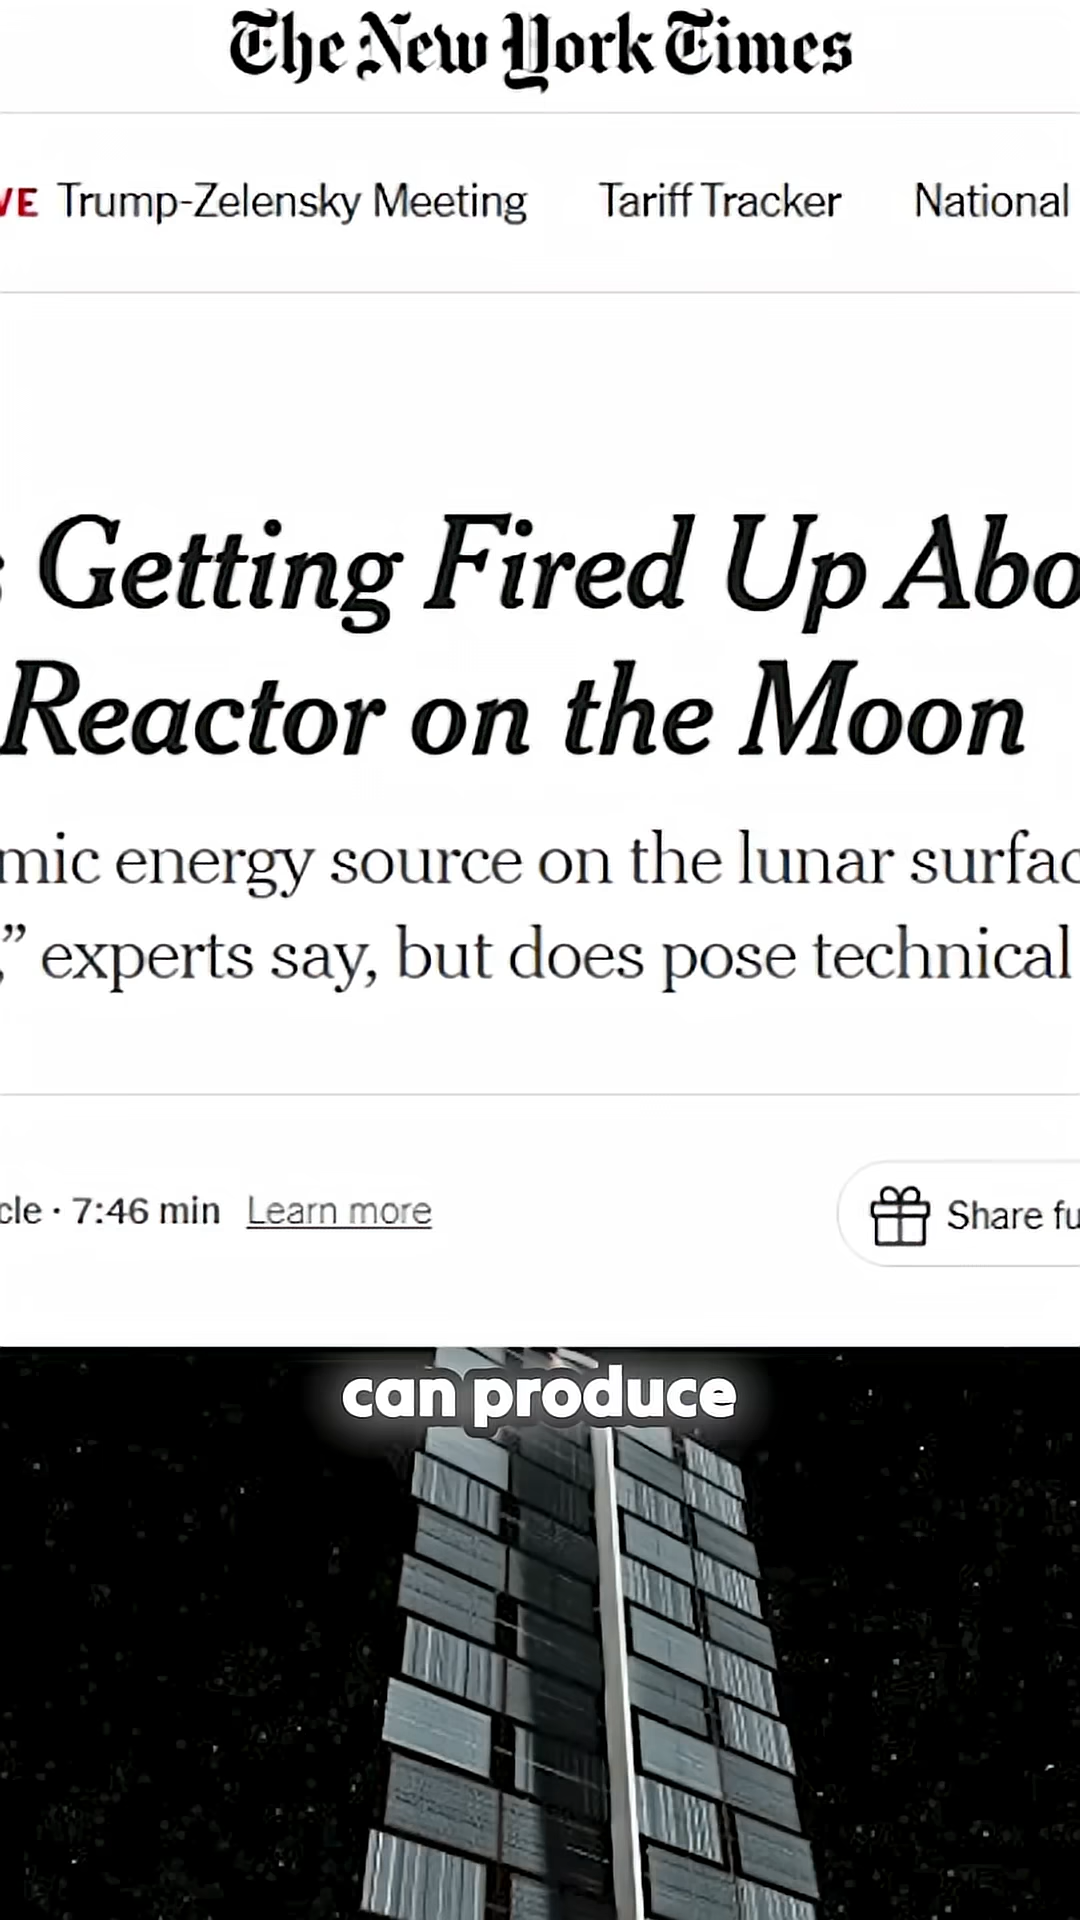 The New York Times
VE Trump-Zelensky Meeting Tariff Tracker National
Getting Fired Up Abo
Reactor on the Moon
mic energy source on the lunar surfac
,” experts say, but does pose technical
cle · 7:46 min Learn more
Share fu
can produce